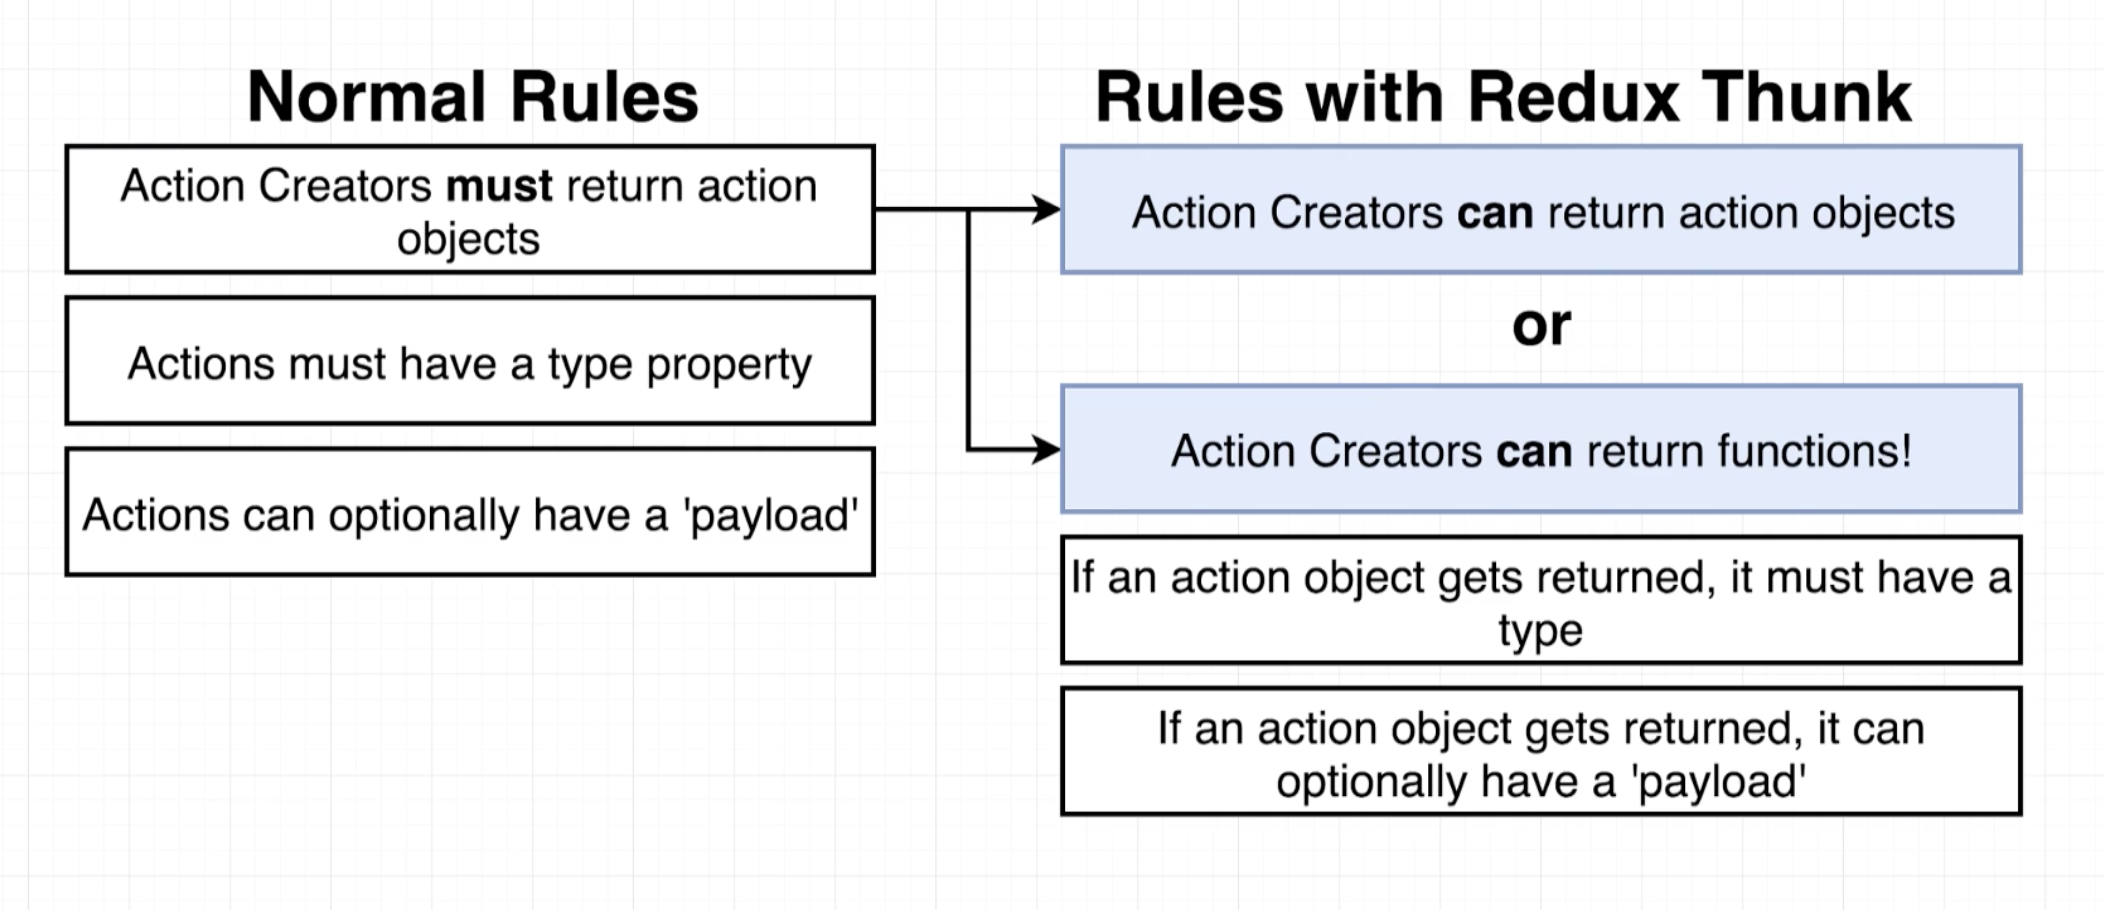 Normal Rules
Action Creators must return action
objects
Actions must have a type property
Actions can optionally have a 'payload'
Rules with Redux Thunk
Action Creators can return action objects
or
Action Creators can return functions!
If an action object gets returned, it must have a
type
If an action object gets returned, it can
optionally have a 'payload'